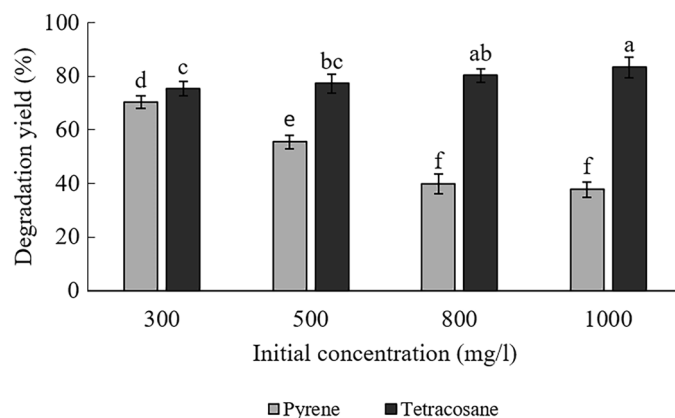 Degradation yield (%)
100
80
60
40
20
0
d c
e bc
f ab
f a
300 500 800 1000
Initial concentration (mg/l)
Pyrene Tetracosane